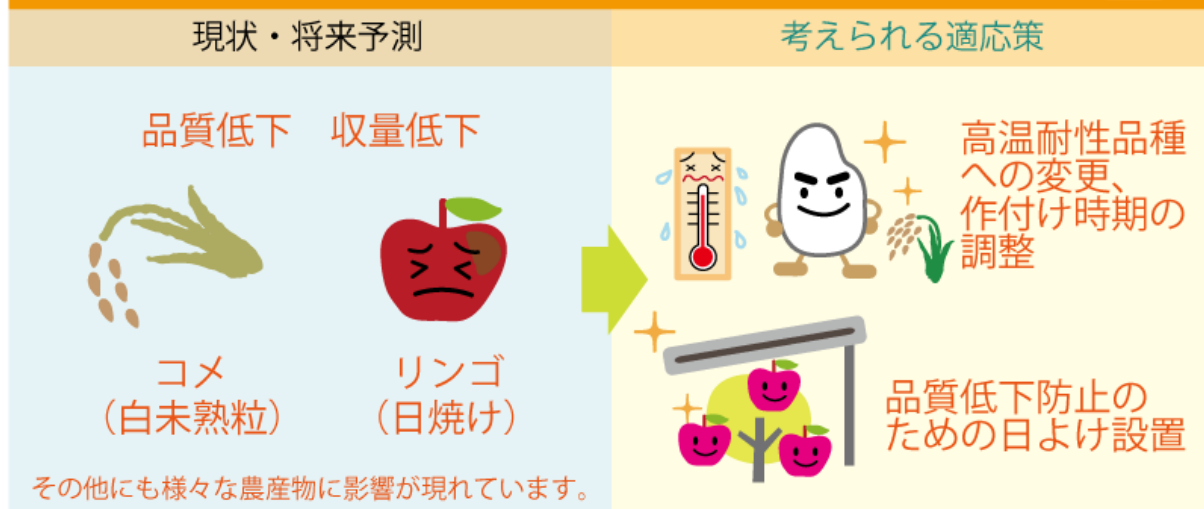 現状・将来予測
品質低下　収量低下
コメ
（白未熟粒）
リンゴ
（日焼け）
その他にも様々な農産物に影響が現れています。
考えられる適応策
高温耐性品種
への変更、
作付け時期の
調整
品質低下防止の
ための日よけ設置